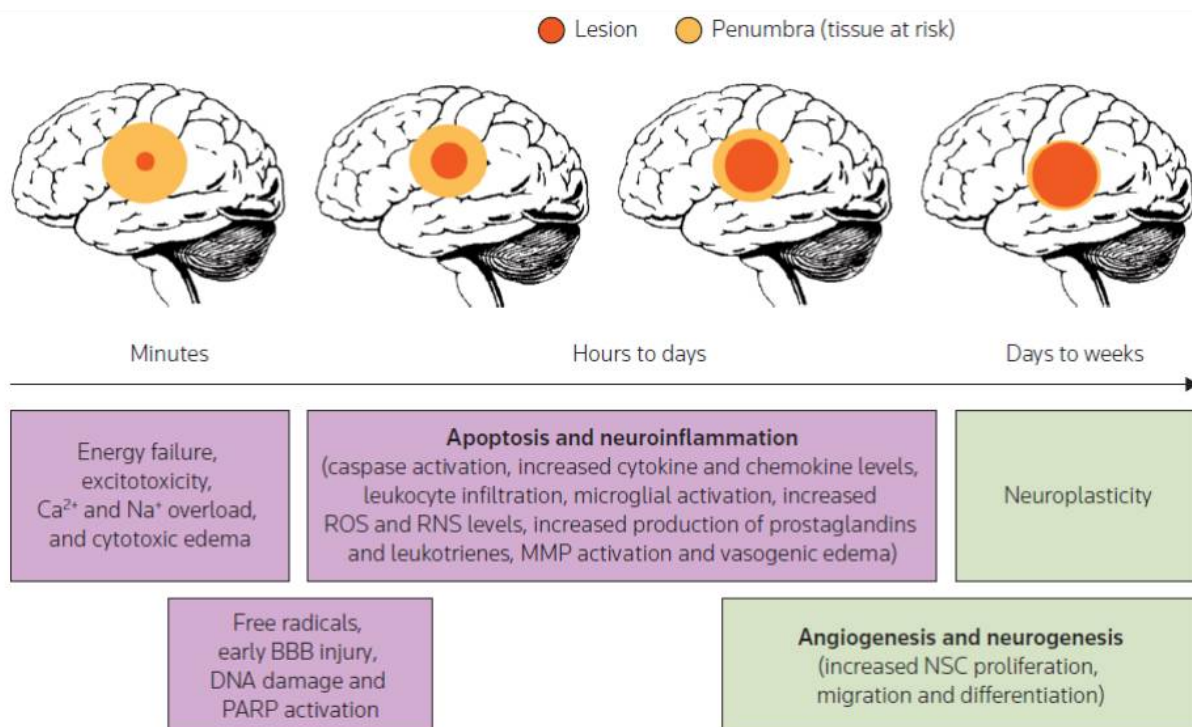 Lesion
Penumbra (tissue at risk)
Minutes
Hours to days
Days to weeks
Energy failure,
excitotoxicity,
Ca²⁺ and Na⁺ overload,
and cytotoxic edema
Apoptosis and neuroinflammation
(caspase activation, increased cytokine and chemokine levels,
leukocyte infiltration, microglial activation, increased
ROS and RNS levels, increased production of prostaglandins
and leukotrienes, MMP activation and vasogenic edema)
Neuroplasticity
Free radicals,
early BBB injury,
DNA damage and
PARP activation
Angiogenesis and neurogenesis
(increased NSC proliferation,
migration and differentiation)